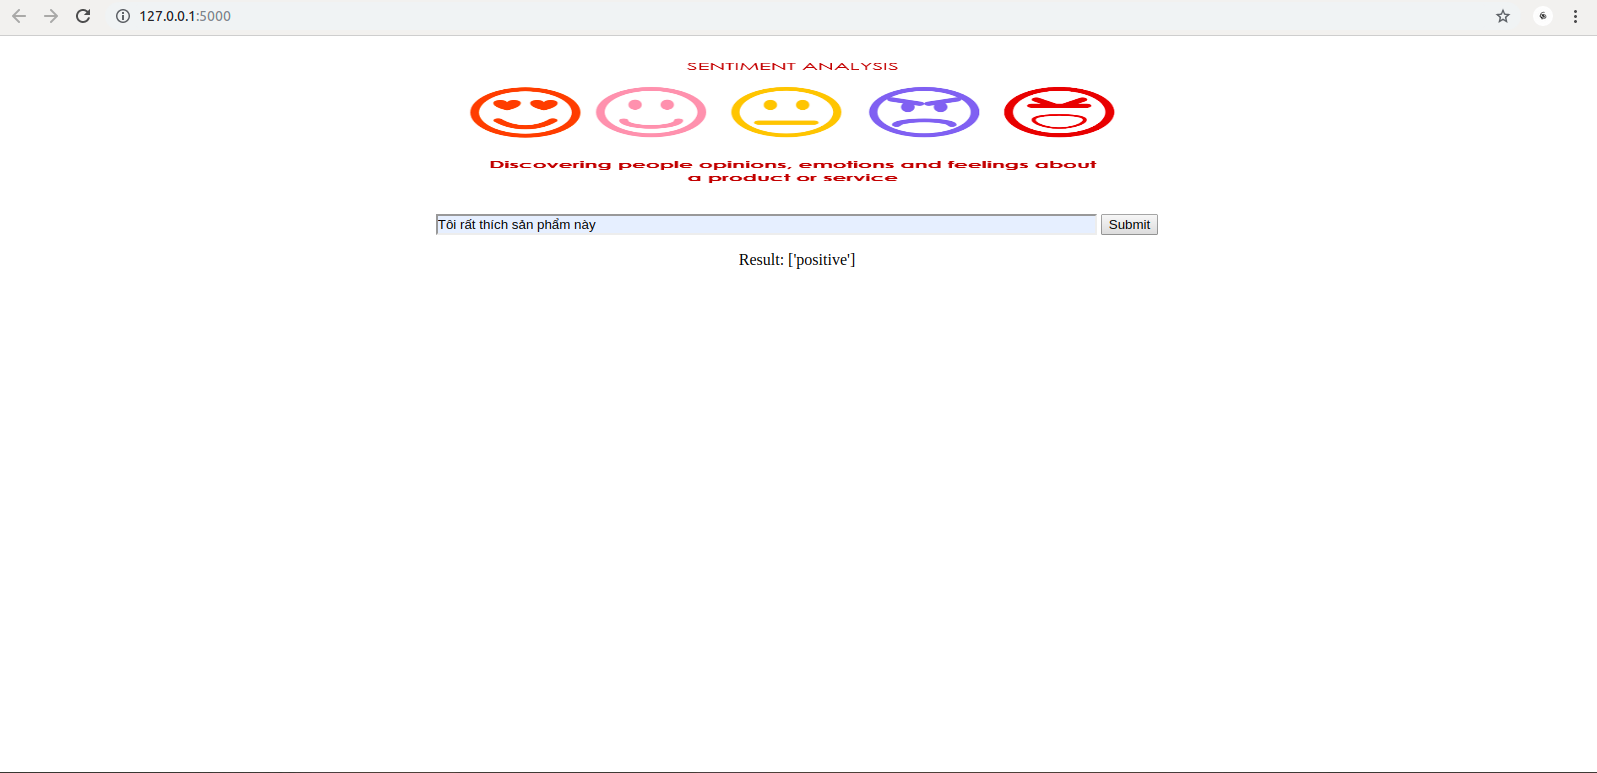 127.0.0.1:5000
SENTIMENT ANALYSIS
Discovering people opinions, emotions and feelings about
a product or service
Tôi rất thích sản phẩm này Submit
Result: ['positive']